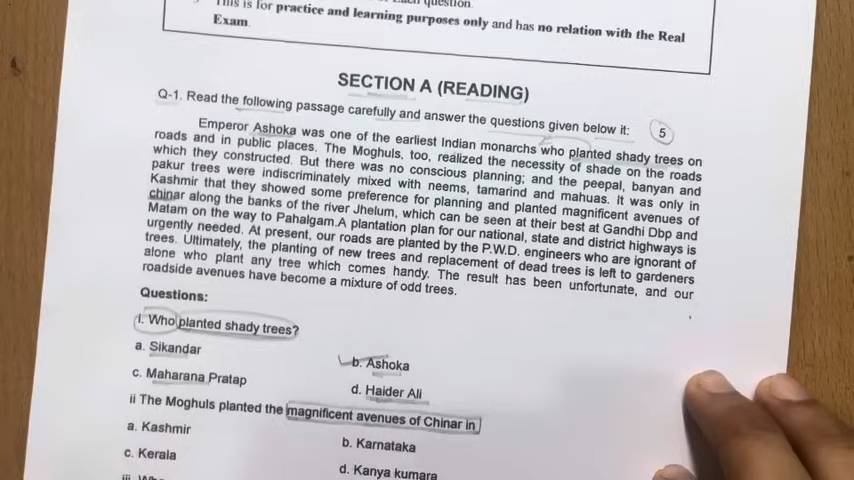 This is for practice and learning purposes only and has no relation with the Real
Exam.
SECTION A (READING)
Q-1. Read the following passage carefully and answer the questions given below it: 5
Emperor Ashoka was one of the earliest Indian monarchs who planted shady trees on
roads and in public places. The Moghuls, too, realized the necessity of shade on the roads
which they constructed. But there was no conscious planning; and the peepal, banyan and
pakur trees were indiscriminately mixed with neems, tamarind and mahuas. It was only in
Kashmir that they showed some preference for planning and planted magnificent avenues of
chinar along the banks of the river Jhelum, which can be seen at their best at Gandhi Dbp and
Matam on the way to Pahalgam.A plantation plan for our national, state and district highways is
urgently needed. At present, our roads are planted by the P.W.D. engineers who are ignorant of
trees. Ultimately, the planting of new trees and replacement of dead trees is left to gardeners
alone who plant any tree which comes handy. The result has been unfortunate, and our
roadside avenues have become a mixture of odd trees.
Questions:
i. Who planted shady trees?
a. Sikandar b. Ashoka
c. Maharana Pratap d. Haider Ali
ii The Moghuls planted the magnificent avenues of Chinar in
a. Kashmir b. Karnataka
c. Kerala d. Kanya kumara